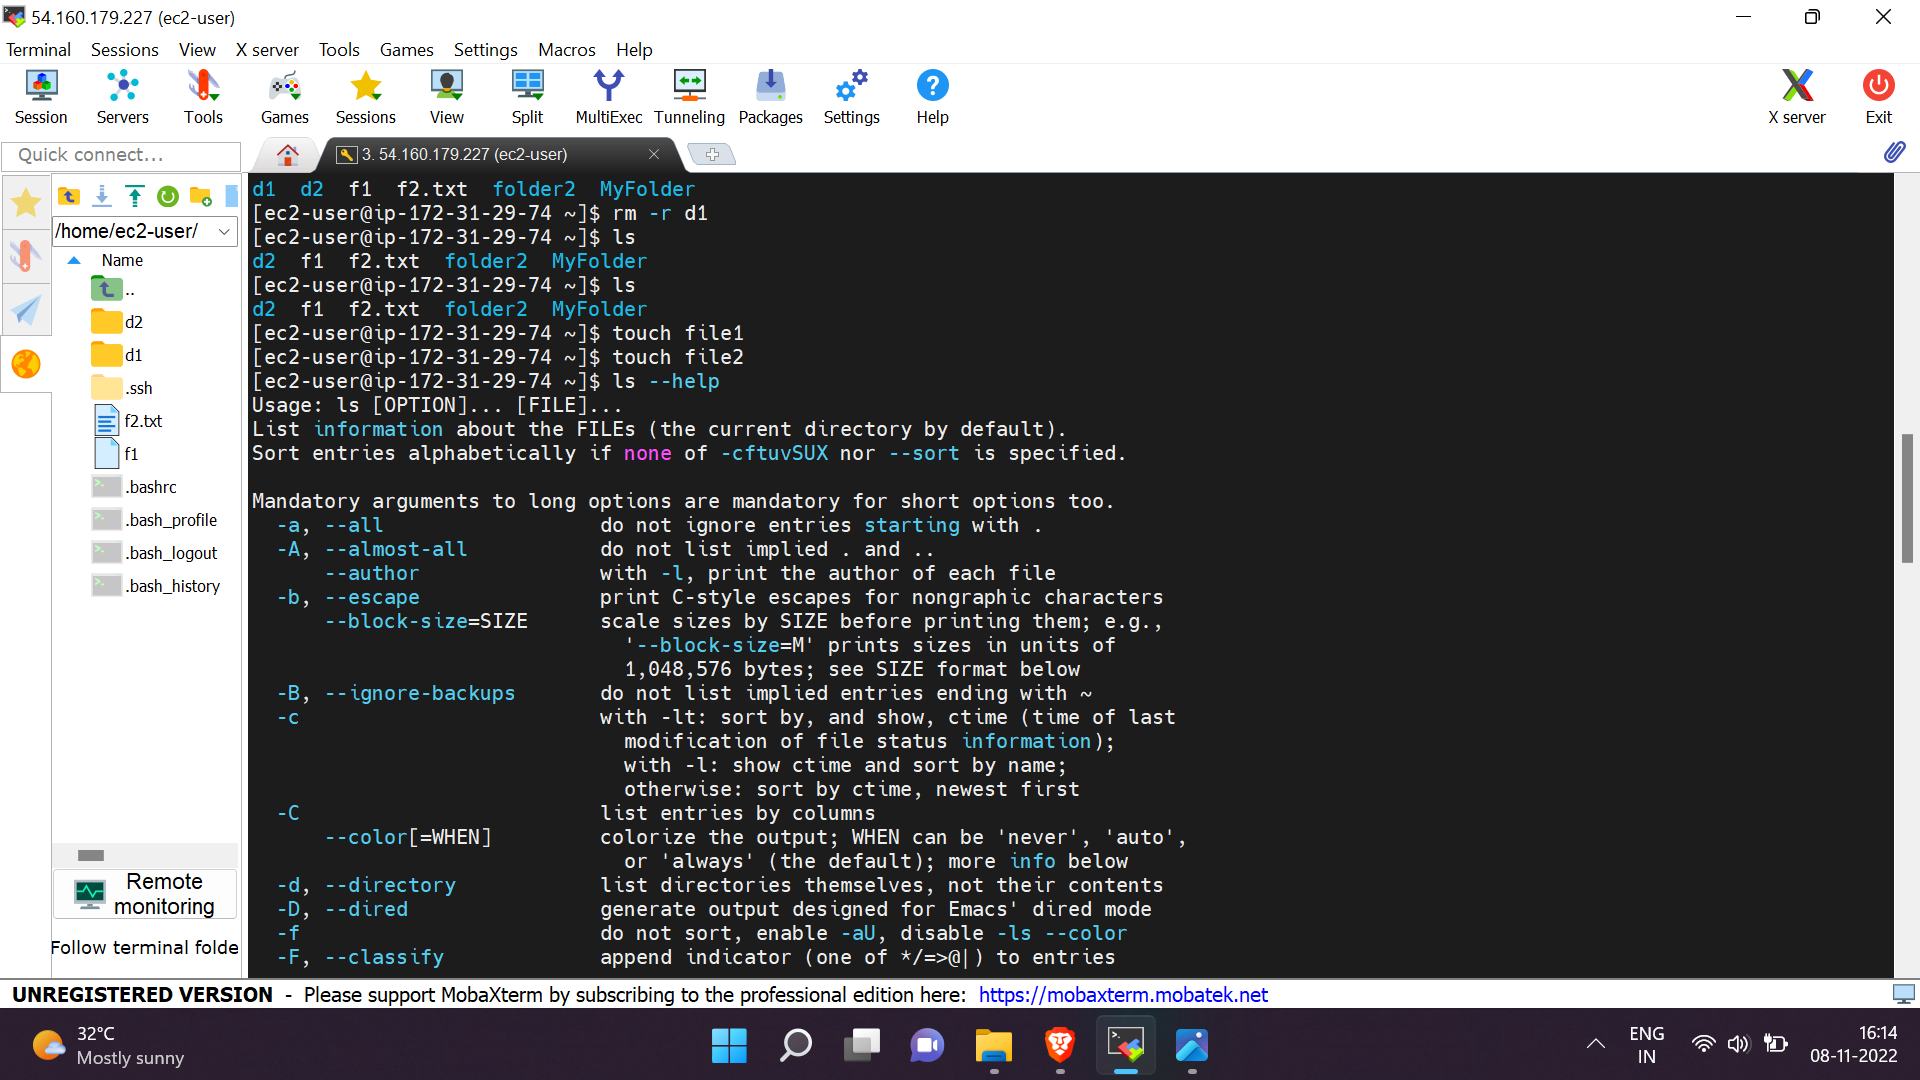 54.160.179.227 (ec2-user)
Terminal Sessions View X server Tools Games Settings Macros Help
Session Servers Tools Games Sessions View Split MultiExec Tunneling Packages Settings Help X server Exit
Quick connect...
3. 54.160.179.227 (ec2-user)
/home/ec2-user/
Name
..
d2
d1
.ssh
f2.txt
f1
.bashrc
.bash_profile
.bash_logout
.bash_history
Remote
monitoring
Follow terminal folde
d1  d2  f1  f2.txt  folder2  MyFolder
[ec2-user@ip-172-31-29-74 ~]$ rm -r d1
[ec2-user@ip-172-31-29-74 ~]$ ls
d2  f1  f2.txt  folder2  MyFolder
[ec2-user@ip-172-31-29-74 ~]$ ls
d2  f1  f2.txt  folder2  MyFolder
[ec2-user@ip-172-31-29-74 ~]$ touch file1
[ec2-user@ip-172-31-29-74 ~]$ touch file2
[ec2-user@ip-172-31-29-74 ~]$ ls --help
Usage: ls [OPTION]... [FILE]...
List information about the FILEs (the current directory by default).
Sort entries alphabetically if none of -cftuvSUX nor --sort is specified.
Mandatory arguments to long options are mandatory for short options too.
  -a, --all                  do not ignore entries starting with .
  -A, --almost-all           do not list implied . and ..
      --author               with -l, print the author of each file
  -b, --escape               print C-style escapes for nongraphic characters
      --block-size=SIZE      scale sizes by SIZE before printing them; e.g.,
                               '--block-size=M' prints sizes in units of
                               1,048,576 bytes; see SIZE format below
  -B, --ignore-backups       do not list implied entries ending with ~
  -c                         with -lt: sort by, and show, ctime (time of last
                               modification of file status information);
                               with -l: show ctime and sort by name;
                               otherwise: sort by ctime, newest first
  -C                         list entries by columns
      --color[=WHEN]         colorize the output; WHEN can be 'never', 'auto',
                               or 'always' (the default); more info below
  -d, --directory            list directories themselves, not their contents
  -D, --dired                generate output designed for Emacs' dired mode
  -f                         do not sort, enable -aU, disable -ls --color
  -F, --classify             append indicator (one of */=>@|) to entries
UNREGISTERED VERSION - Please support MobaXterm by subscribing to the professional edition here: https://mobaxterm.mobatek.net
32°C
Mostly sunny
ENG
IN
16:14
08-11-2022